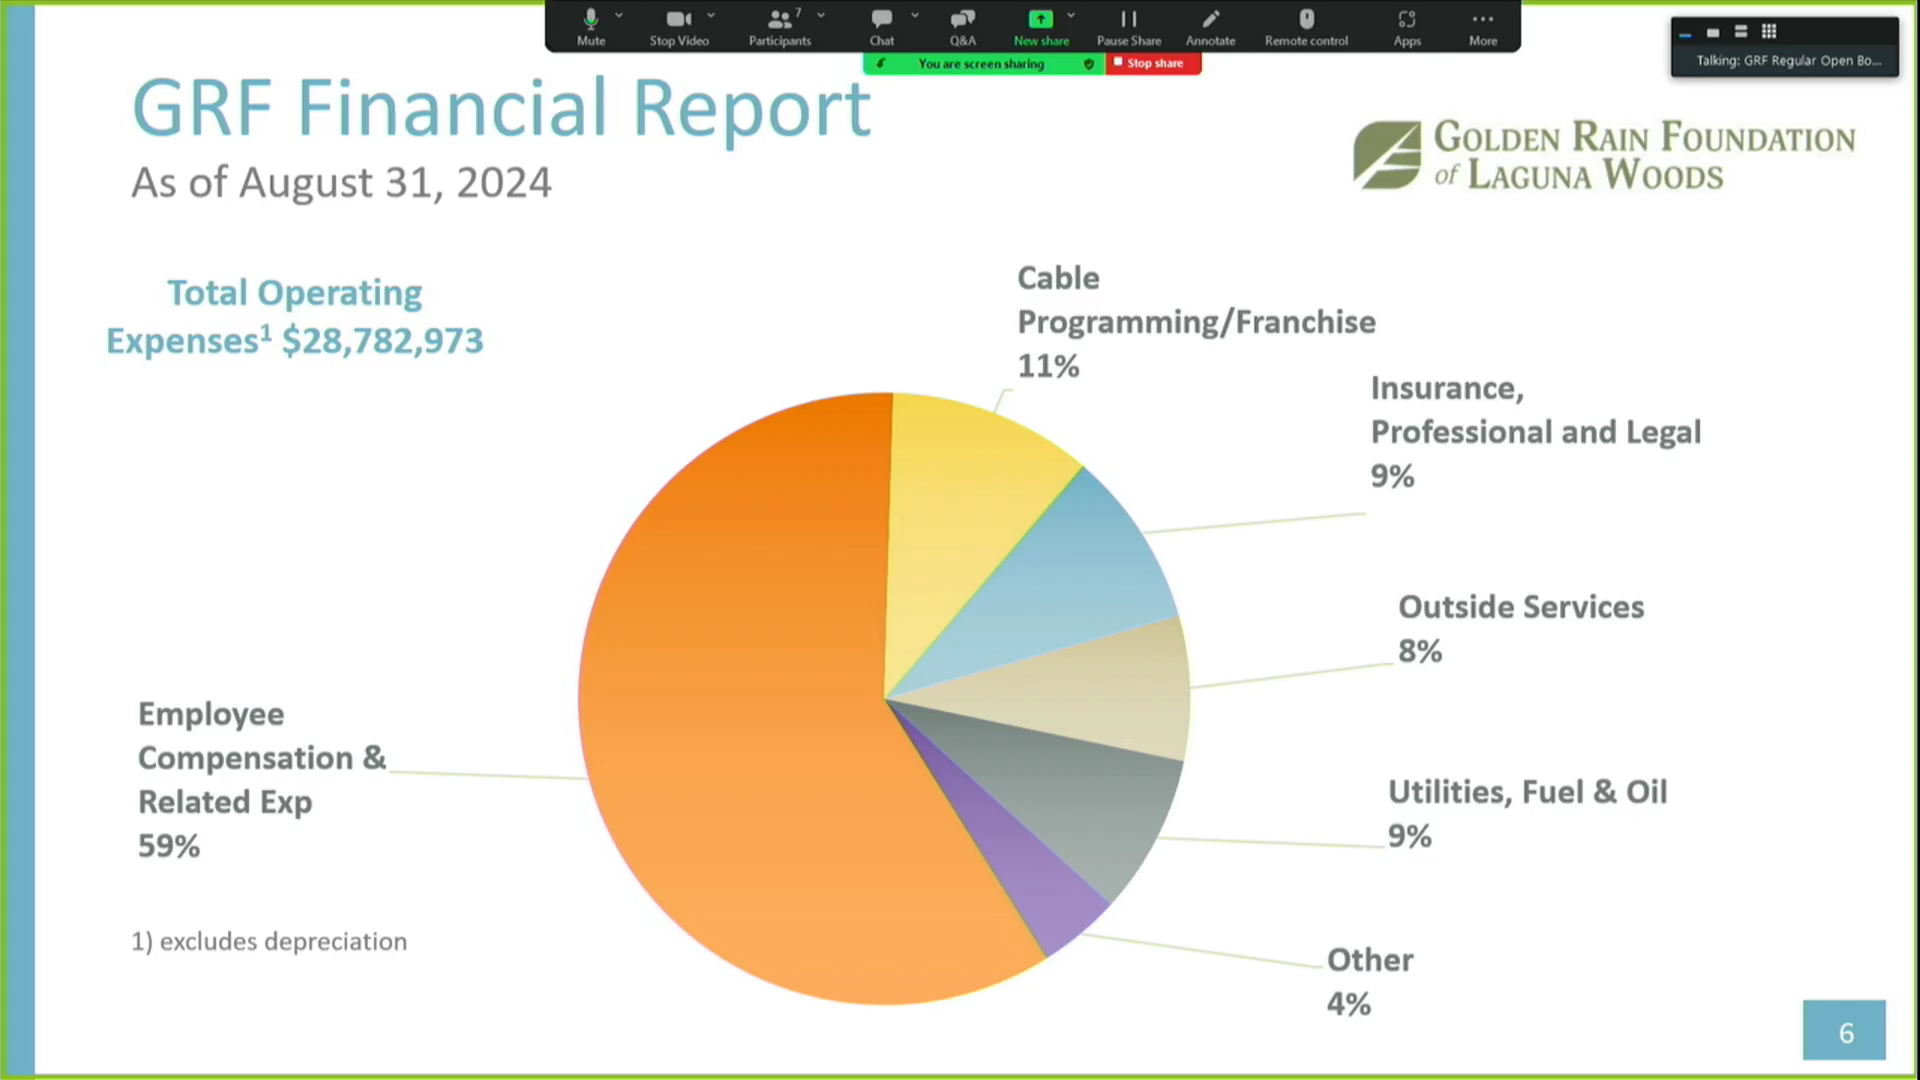 Mute
Stop Video
7
Participants
Chat
Q&A
New share
Pause Share
Annotate
Remote control
Apps
More
You are screen sharing
Stop share
Talking: GRF Regular Open Bo...
GRF Financial Report
As of August 31, 2024
GOLDEN RAIN FOUNDATION
of LAGUNA WOODS
Total Operating
Expenses¹ $28,782,973
Cable
Programming/Franchise
11%
Insurance,
Professional and Legal
9%
Outside Services
8%
Utilities, Fuel & Oil
9%
Other
4%
Employee
Compensation &
Related Exp
59%
1) excludes depreciation
6